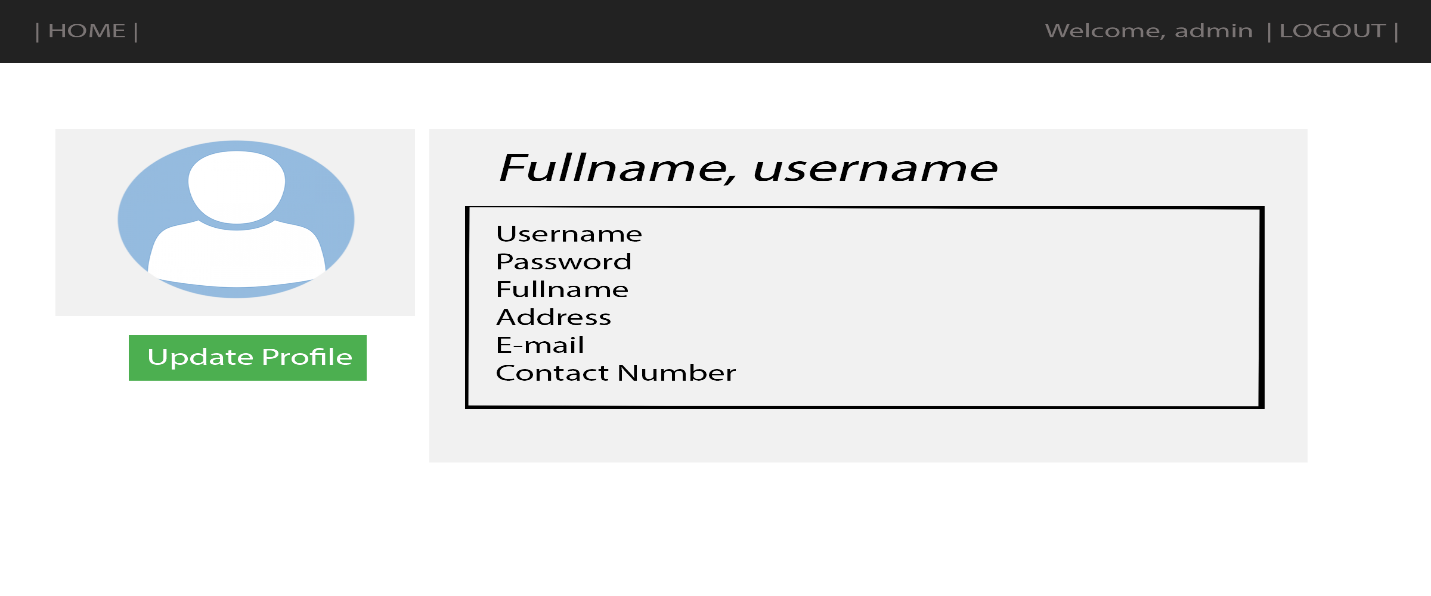 | HOME |
Welcome, admin | LOGOUT |
Fullname, username
Username
Password
Fullname
Address
E-mail
Contact Number
Update Profile